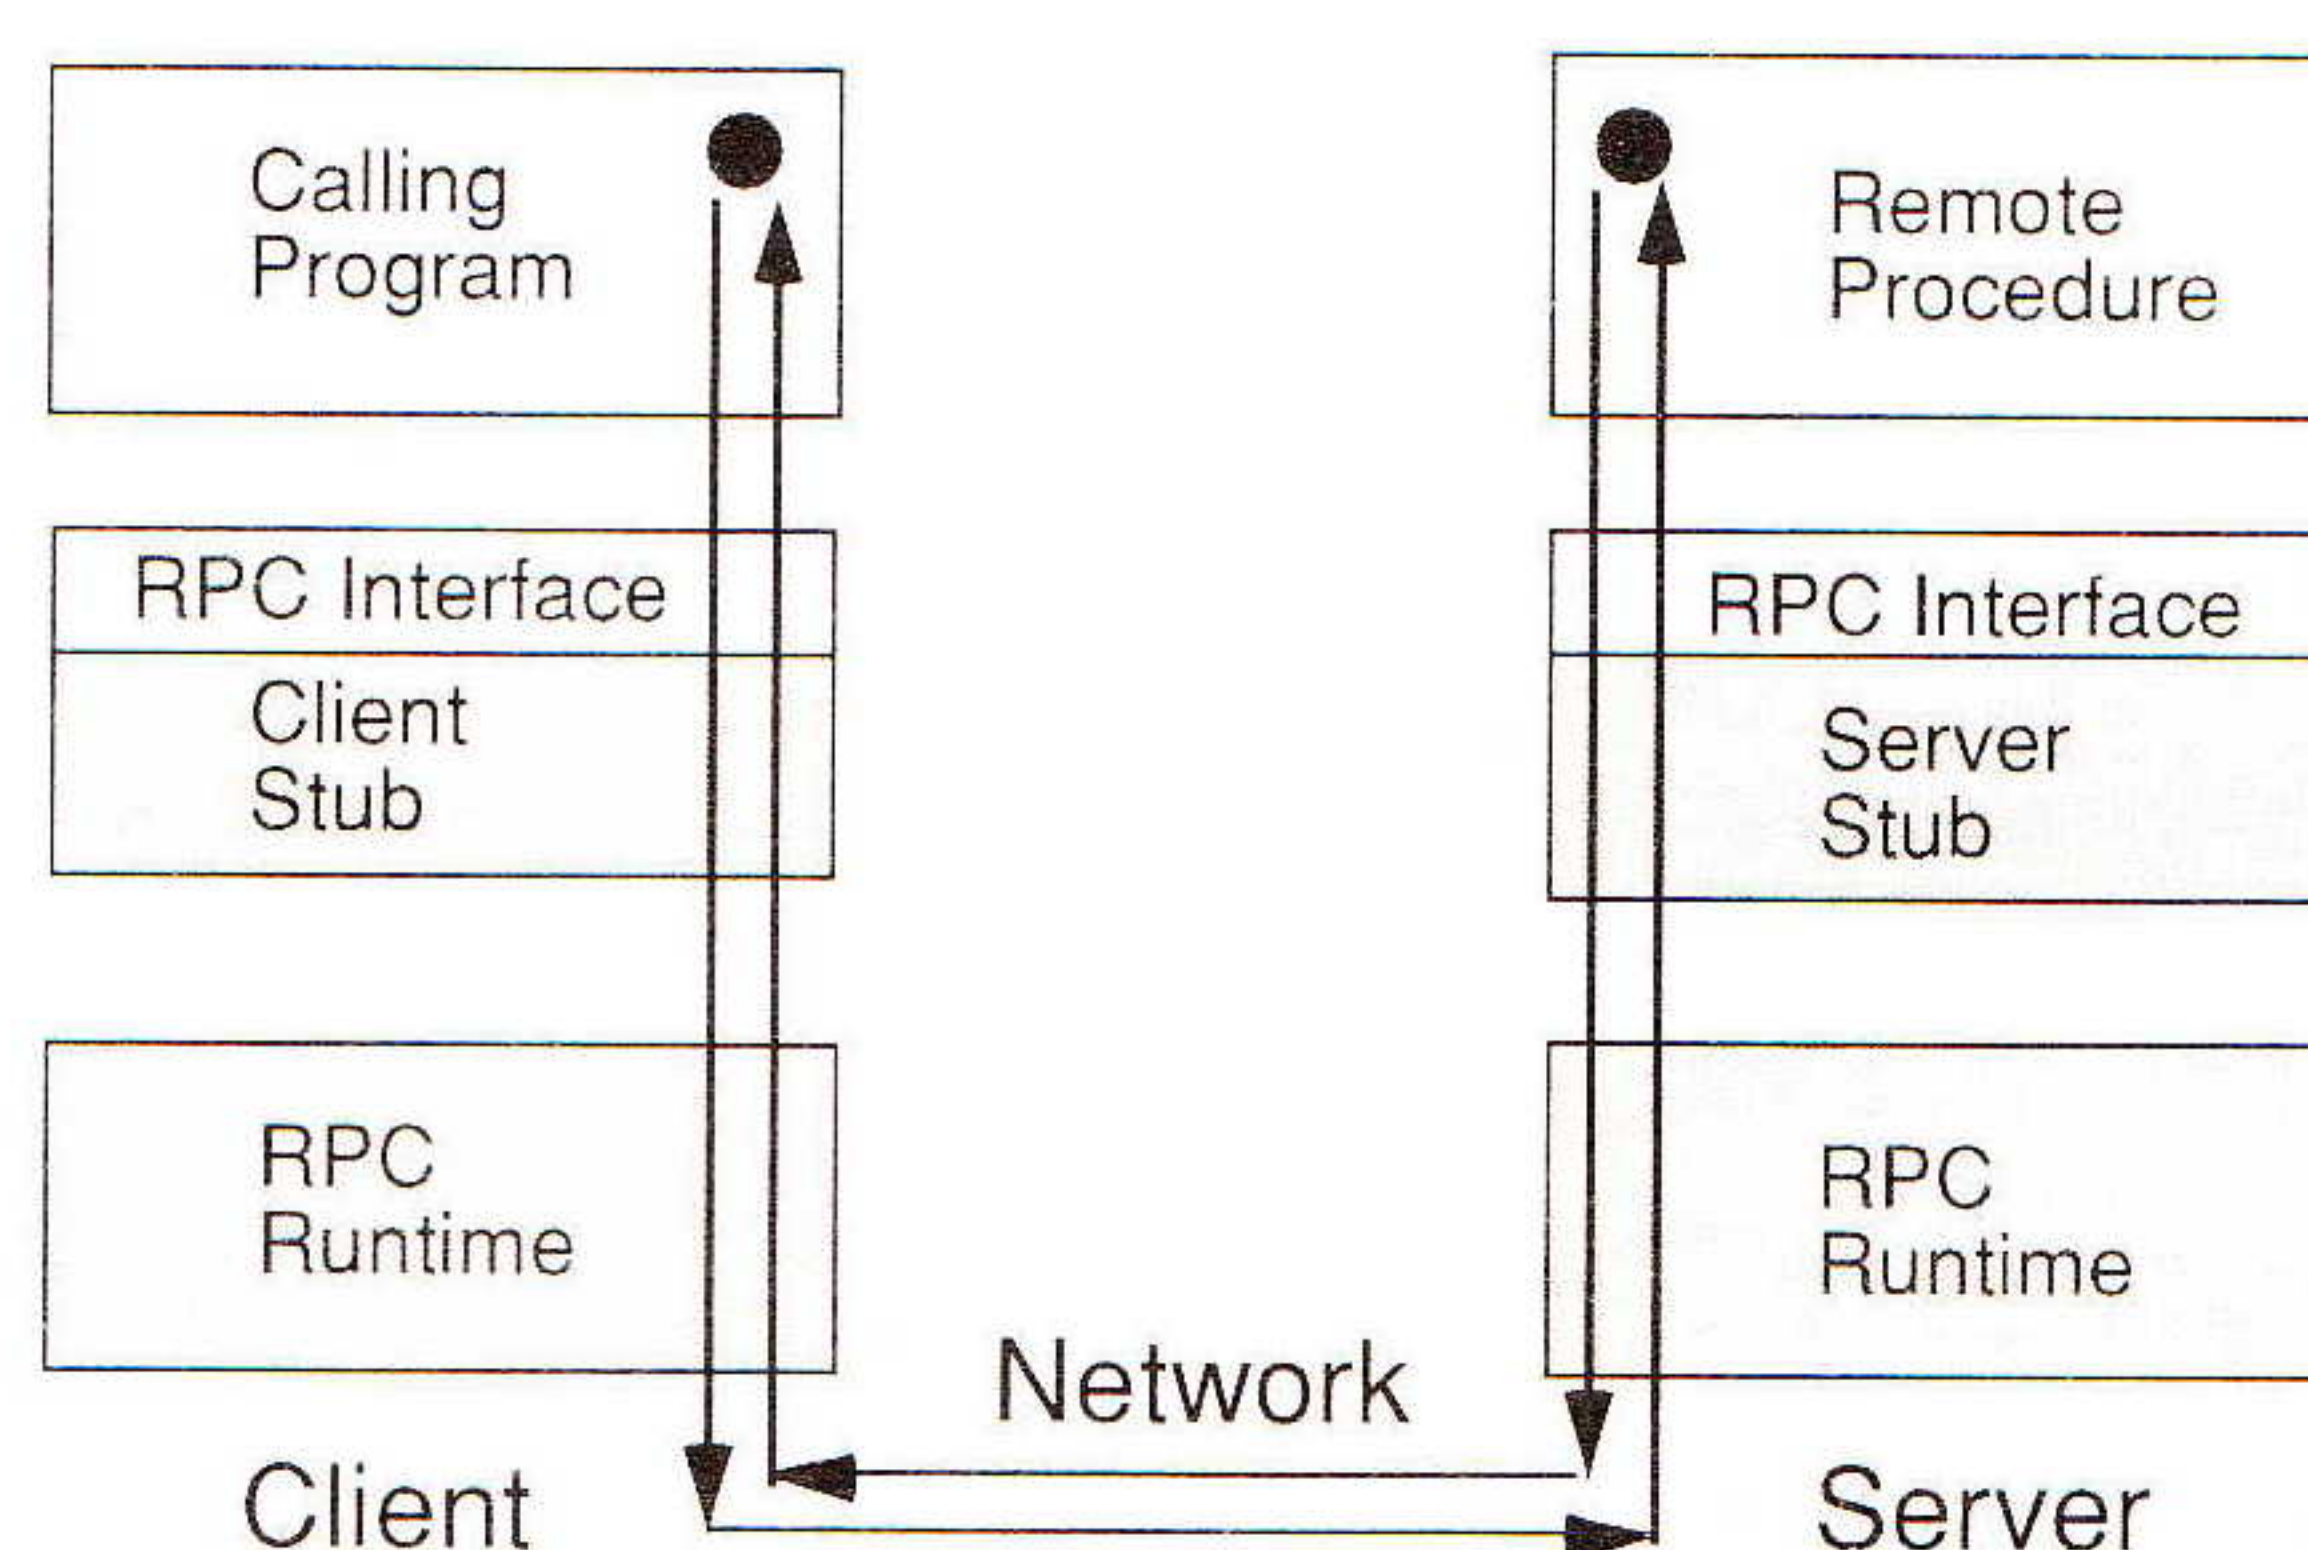 Calling
Program
RPC Interface
Client
Stub
RPC
Runtime
Client
Network
Remote
Procedure
RPC Interface
Server
Stub
RPC
Runtime
Server